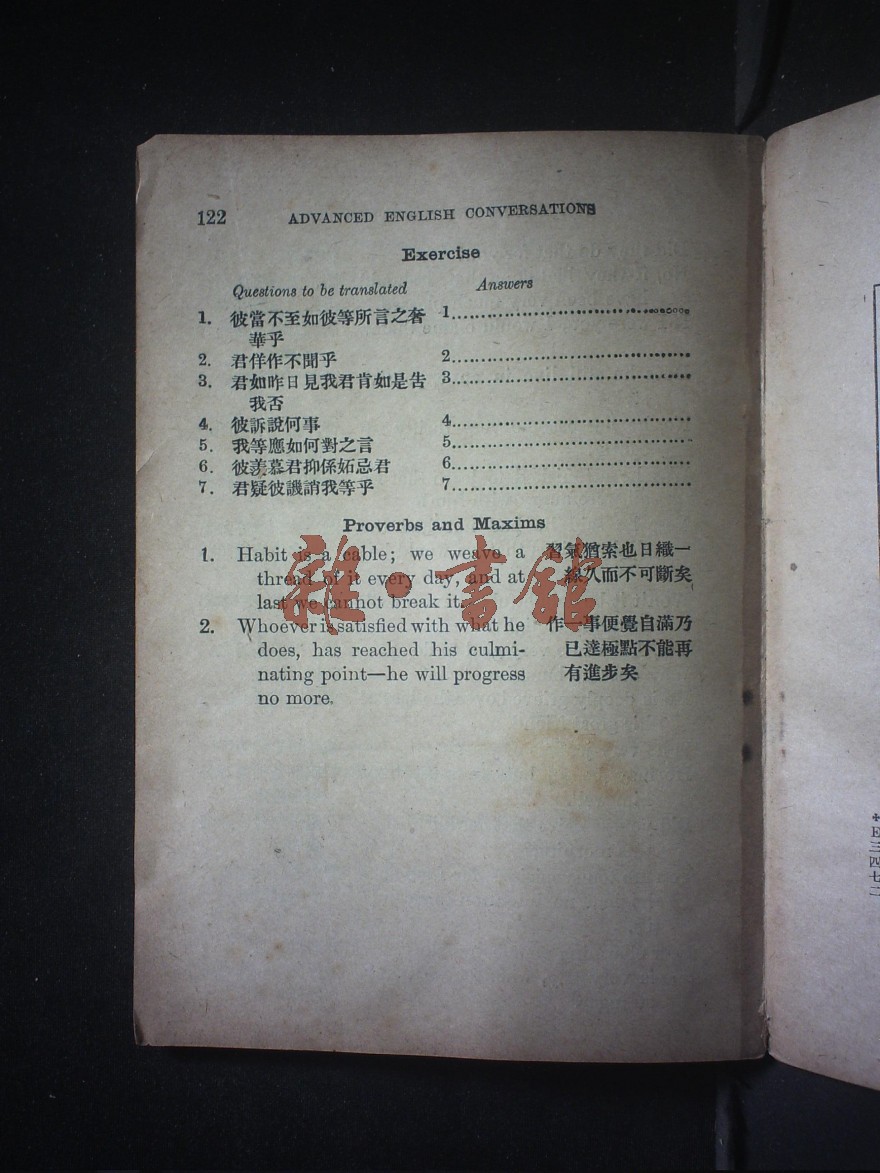 122 ADVANCED ENGLISH CONVERSATIONS
Exercise
Questions to be translated Answers
1. 彼當不至如彼等所言之奢 1
華乎
2. 君佯作不聞乎 2
3. 君如昨日見我君肯如是告 3
我否
4. 彼訴說何事 4
5. 我等應如何對之言 5
6. 彼羨慕君抑係妬忌君 6
7. 君疑彼譏誚我等乎 7
Proverbs and Maxims
1. Habit is a cable; we weave a 習氣猶索也日織一
thread of it every day, and at 線久而不可斷矣
last we cannot break it.
2. Whoever is satisfied with what he 作一事便覺自滿乃
does, has reached his culmi- 已達極點不能再
nating point—he will progress 有進步矣
no more.
雜·書館
E
三
四
七
二